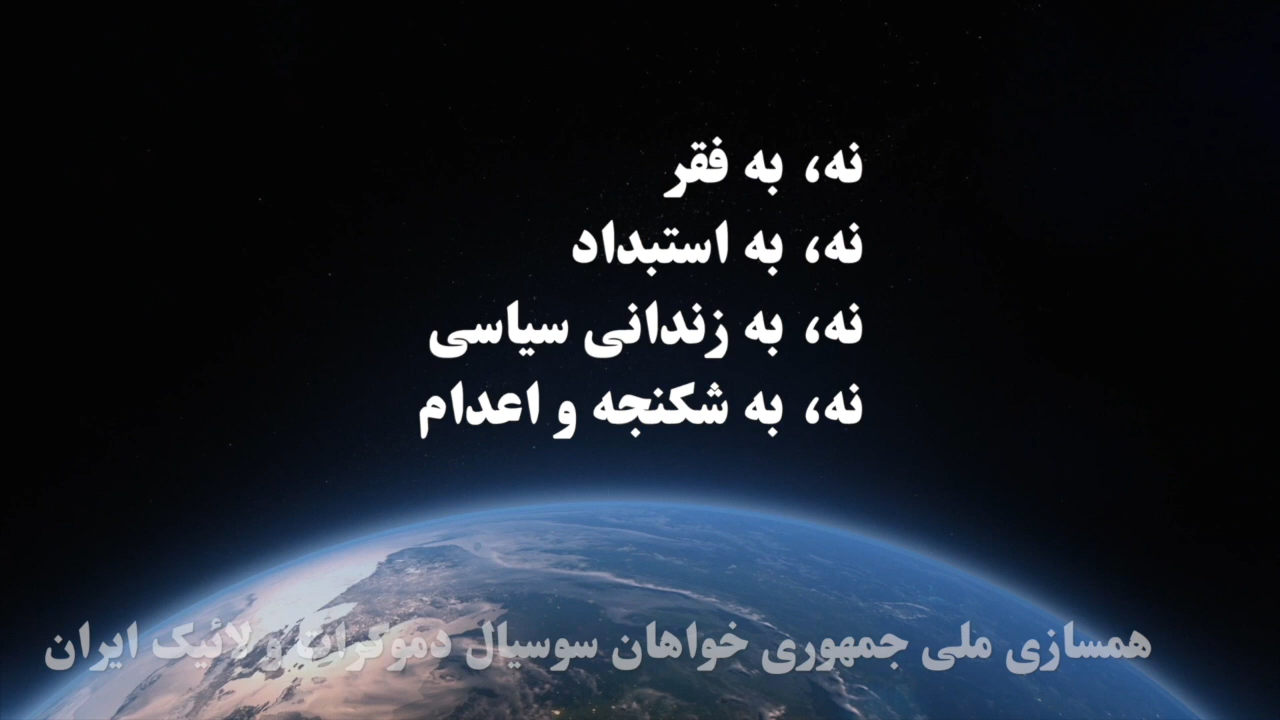 نه، به فقر
نه، به استبداد
نه، به زندانی سیاسی
نه، به شکنجه و اعدام
همسازی ملی جمهوری خواهان سوسیال دموکرات و لائیک ایران